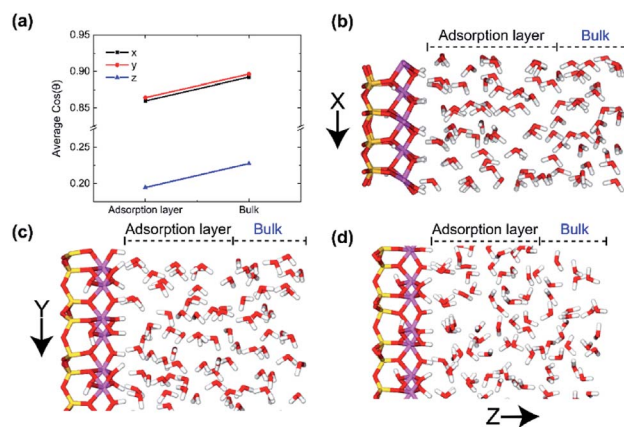 (a)
0.95
0.90
0.85
0.25
0.20
x
y
z
Average Cos(θ)
Adsorption layer Bulk
(b)
Adsorption layer Bulk
X
(c)
Adsorption layer Bulk
Y
(d)
Adsorption layer Bulk
Z